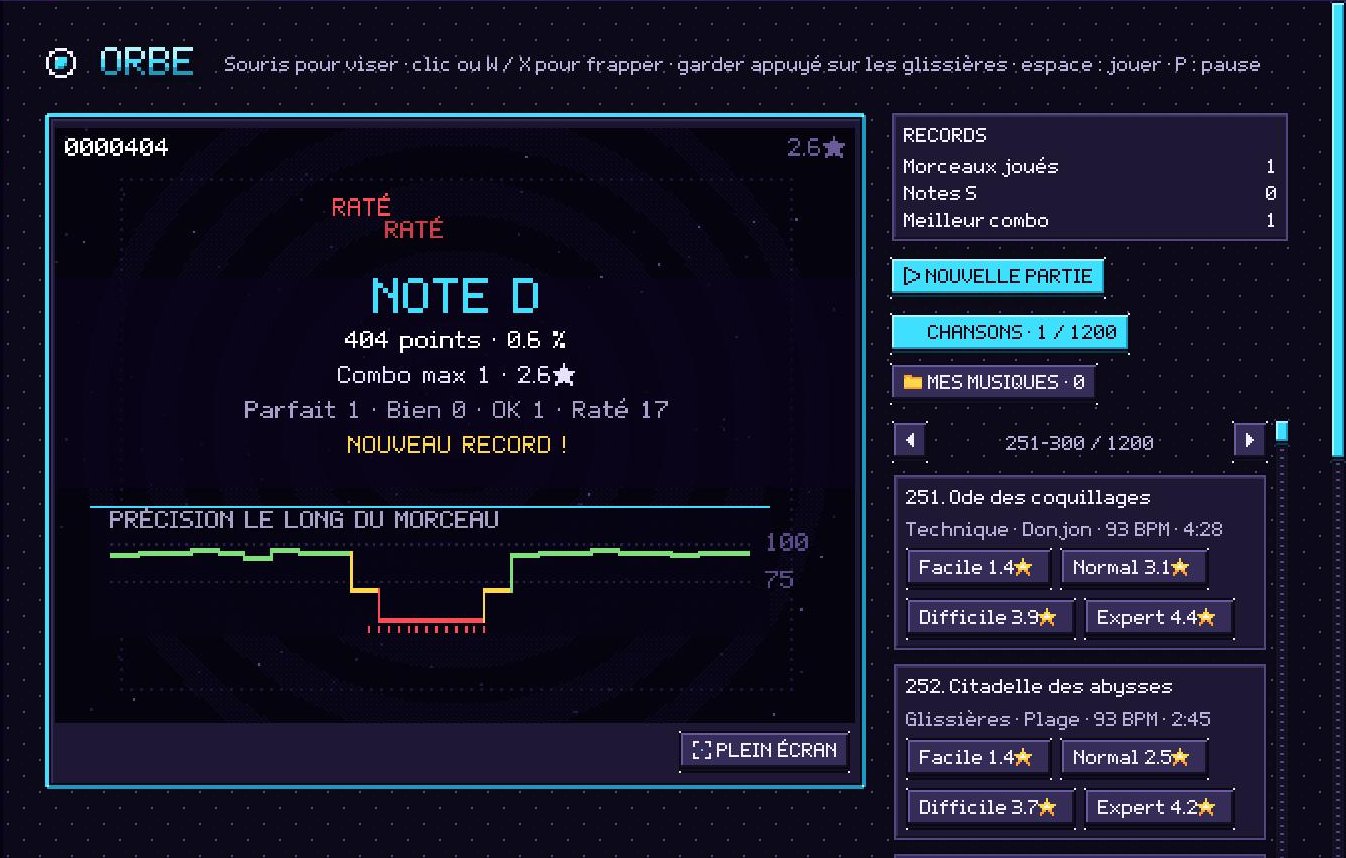 ORBE
Souris pour viser · clic ou W / X pour frapper · garder appuyé sur les glissières · espace : jouer · P : pause
0000404
2.6★
RATÉ
RATÉ
NOTE D
404 points · 0.6 %
Combo max 1 · 2.6★
Parfait 1 · Bien 0 · OK 1 · Raté 17
NOUVEAU RECORD !
PRÉCISION LE LONG DU MORCEAU
100
75
PLEIN ÉCRAN
RECORDS
Morceaux joués 1
Notes S 0
Meilleur combo 1
NOUVELLE PARTIE
CHANSONS · 1 / 1200
MES MUSIQUES · 0
251-300 / 1200
251. Ode des coquillages
Technique · Donjon · 93 BPM · 4:28
Facile 1.4★ Normal 3.1★
Difficile 3.9★ Expert 4.4★
252. Citadelle des abysses
Glissières · Plage · 93 BPM · 2:45
Facile 1.4★ Normal 2.5★
Difficile 3.7★ Expert 4.2★